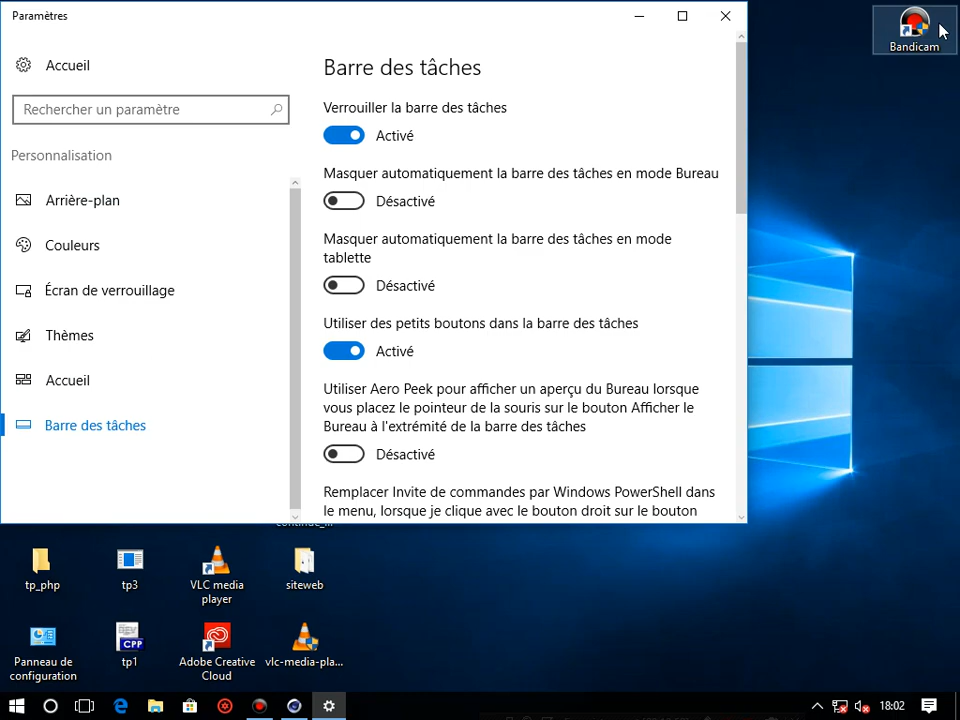 Paramètres
Accueil
Rechercher un paramètre
Personnalisation
Arrière-plan
Couleurs
Écran de verrouillage
Thèmes
Accueil
Barre des tâches
Barre des tâches
Verrouiller la barre des tâches
Activé
Masquer automatiquement la barre des tâches en mode Bureau
Désactivé
Masquer automatiquement la barre des tâches en mode
tablette
Désactivé
Utiliser des petits boutons dans la barre des tâches
Activé
Utiliser Aero Peek pour afficher un aperçu du Bureau lorsque
vous placez le pointeur de la souris sur le bouton Afficher le
Bureau à l'extrémité de la barre des tâches
Désactivé
Remplacer Invite de commandes par Windows PowerShell dans
le menu, lorsque je clique avec le bouton droit sur le bouton
Bandicam
tp_php
tp3
VLC media
player
siteweb
Panneau de
configuration
CPP
tp1
Adobe Creative
Cloud
vlc-media-pla...
18:02